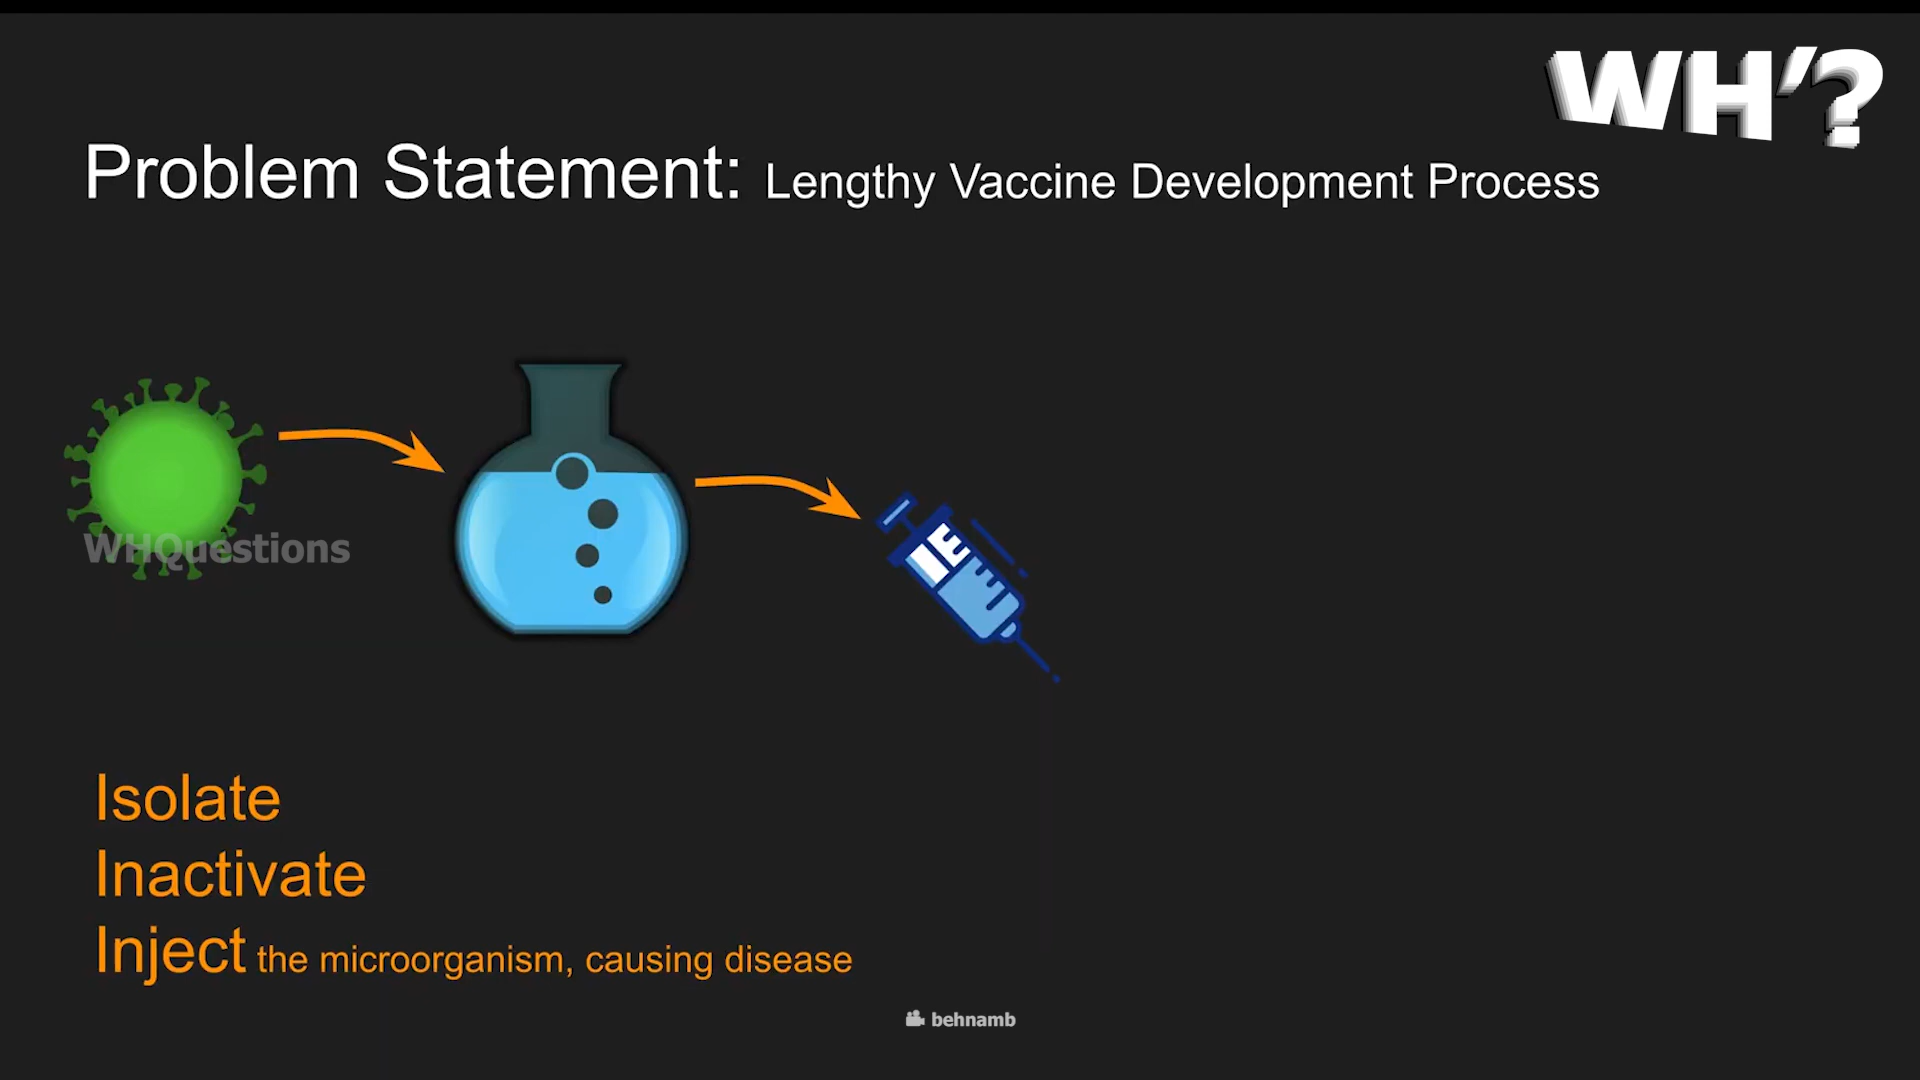 WH'?
Problem Statement: Lengthy Vaccine Development Process
WHQuestions
Isolate
Inactivate
Inject the microorganism, causing disease
behnamb